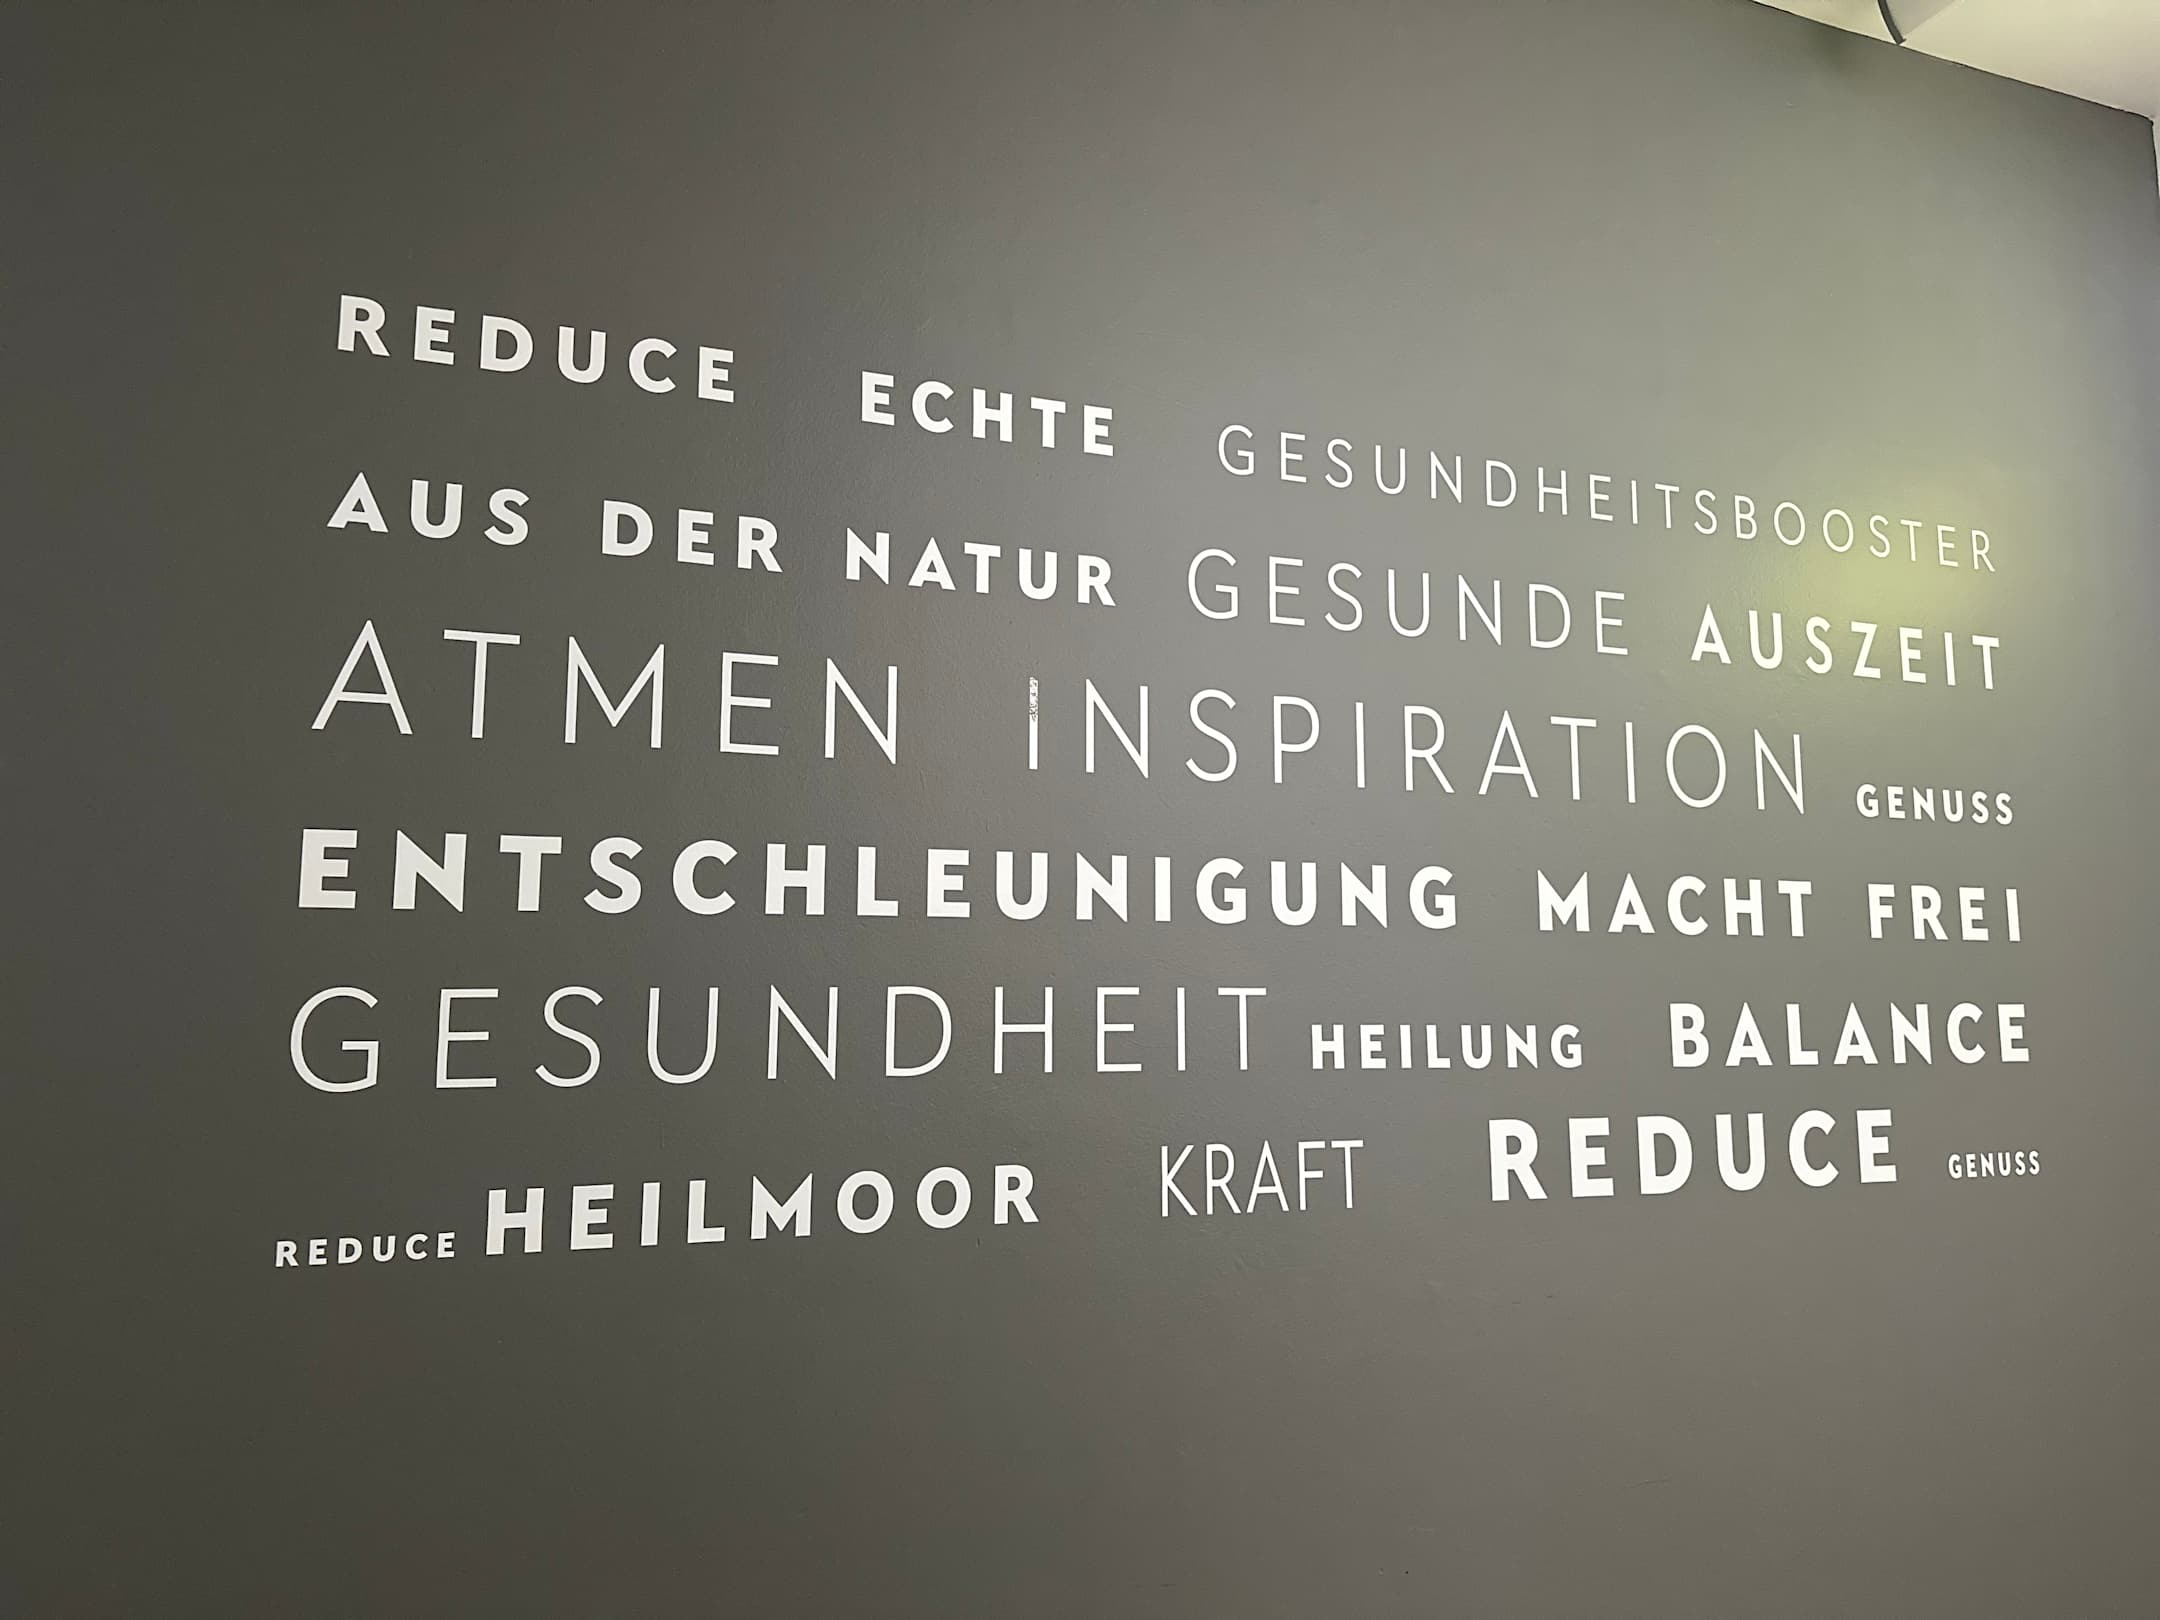 REDUCE ECHTE GESUNDHEITSBOOSTER
AUS DER NATUR GESUNDE AUSZEIT
ATMEN INSPIRATION GENUSS
ENTSCHLEUNIGUNG MACHT FREI
GESUNDHEIT HEILUNG BALANCE
REDUCE HEILMOOR KRAFT REDUCE GENUSS